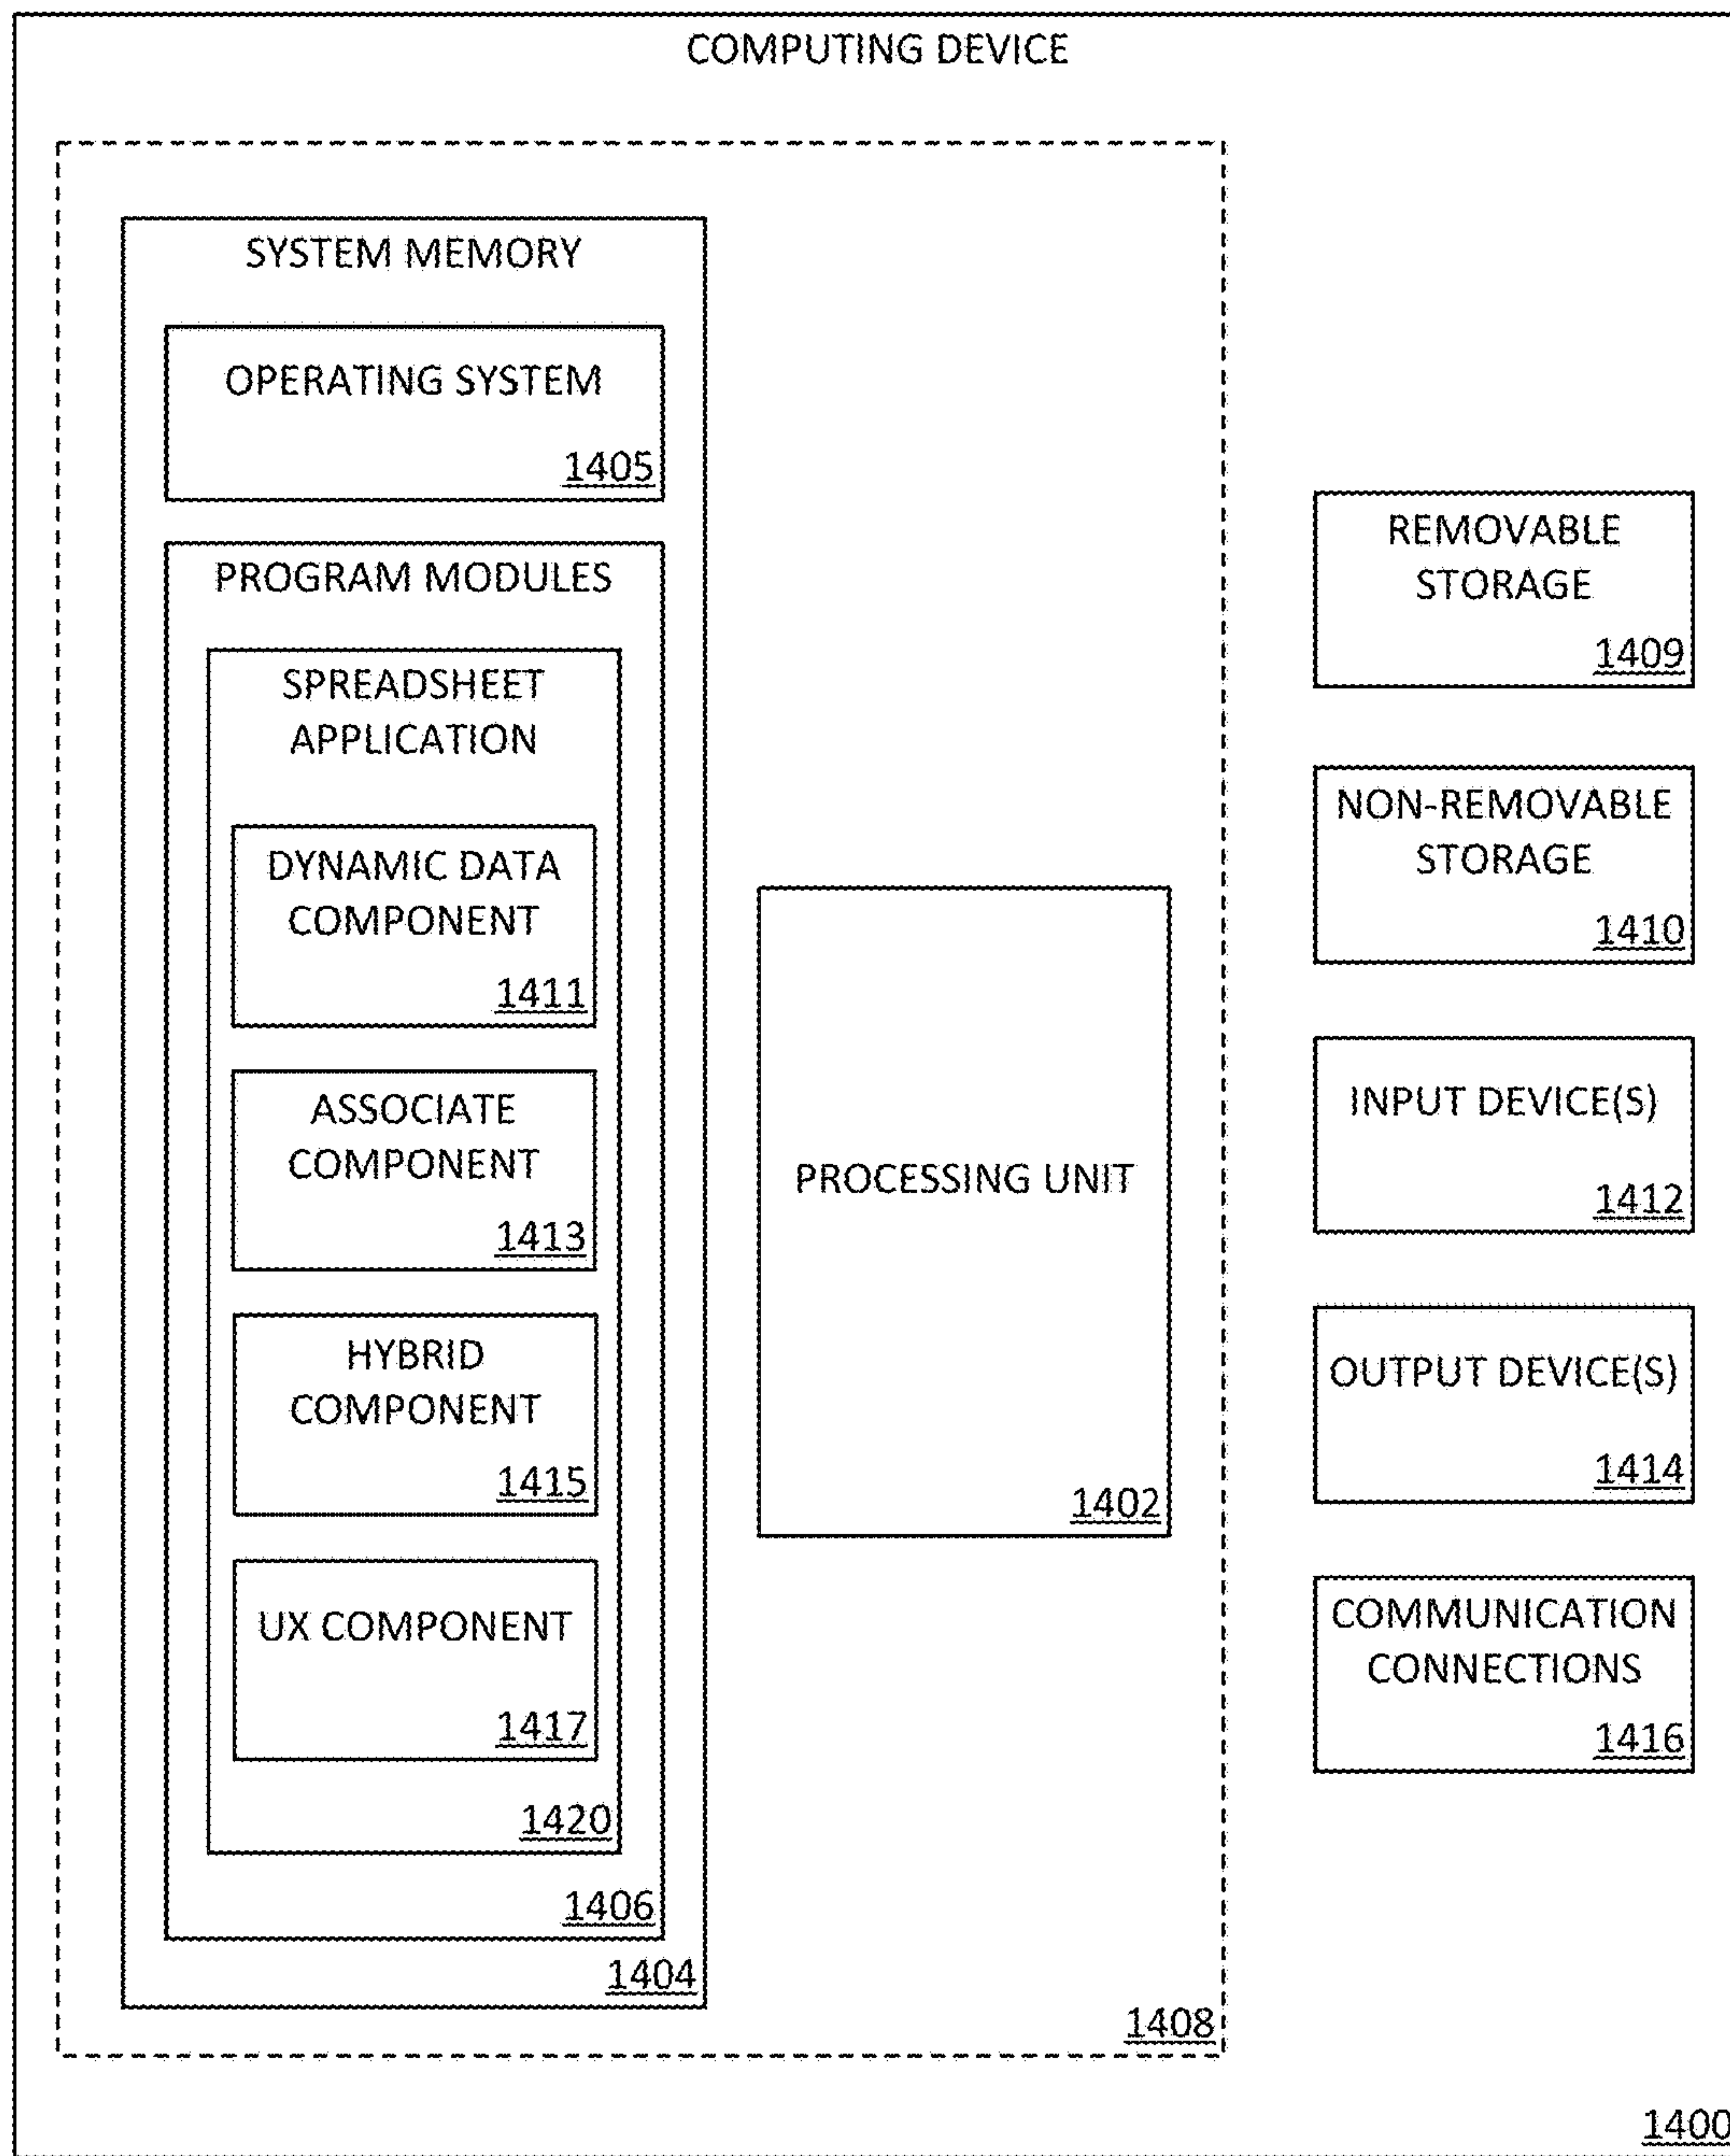 COMPUTING DEVICE
SYSTEM MEMORY
OPERATING SYSTEM
1405
PROGRAM MODULES
SPREADSHEET
APPLICATION
DYNAMIC DATA
COMPONENT
1411
ASSOCIATE
COMPONENT
1413
HYBRID
COMPONENT
1415
UX COMPONENT
1417
1420
1406
1404
PROCESSING UNIT
1402
1408
REMOVABLE
STORAGE
1409
NON-REMOVABLE
STORAGE
1410
INPUT DEVICE(S)
1412
OUTPUT DEVICE(S)
1414
COMMUNICATION
CONNECTIONS
1416
1400